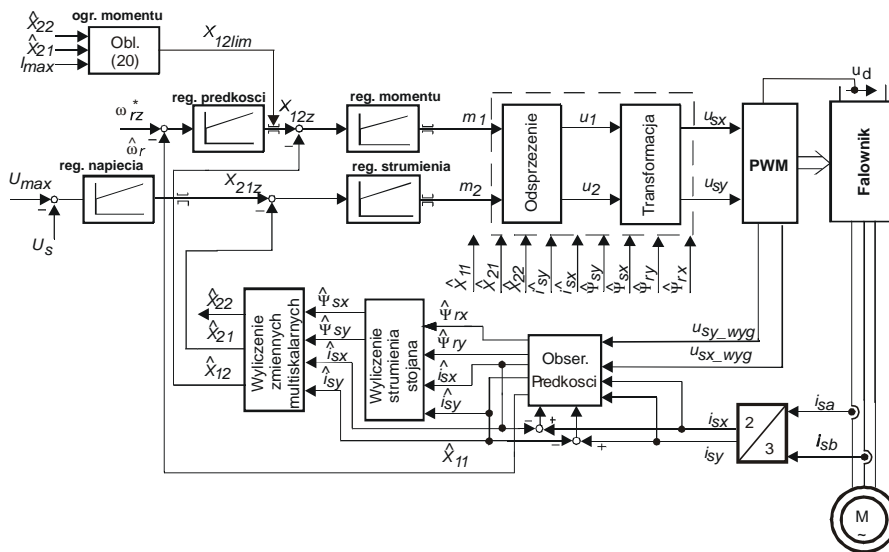 ogr. momentu
X̂22
X̂21
Imax
Obl.
(20)
X12lim
ω*rz
ω̂r
reg. predkosci
X12z
reg. momentu
m1
Odsprzezenie
u1
Transformacja
usx
PWM
ud
Falownik
reg. napiecia
Umax
Us
X21z
reg. strumienia
m2
u2
usy
X̂11
X̂21
X̂22
îsy
îsx
Ψ̂sy
Ψ̂sx
Ψ̂ry
Ψ̂rx
X̂22
X̂21
X̂12
Wyliczenie
zmiennych
multiskalarnych
Ψ̂sx
Ψ̂sy
îsx
îsy
Wyliczenie
strumienia
stojana
Ψ̂rx
Ψ̂ry
îsx
îsy
Obser.
Predkosci
usy_wyg
usx_wyg
isx
isy
2
3
isa
isb
X̂11
M
~